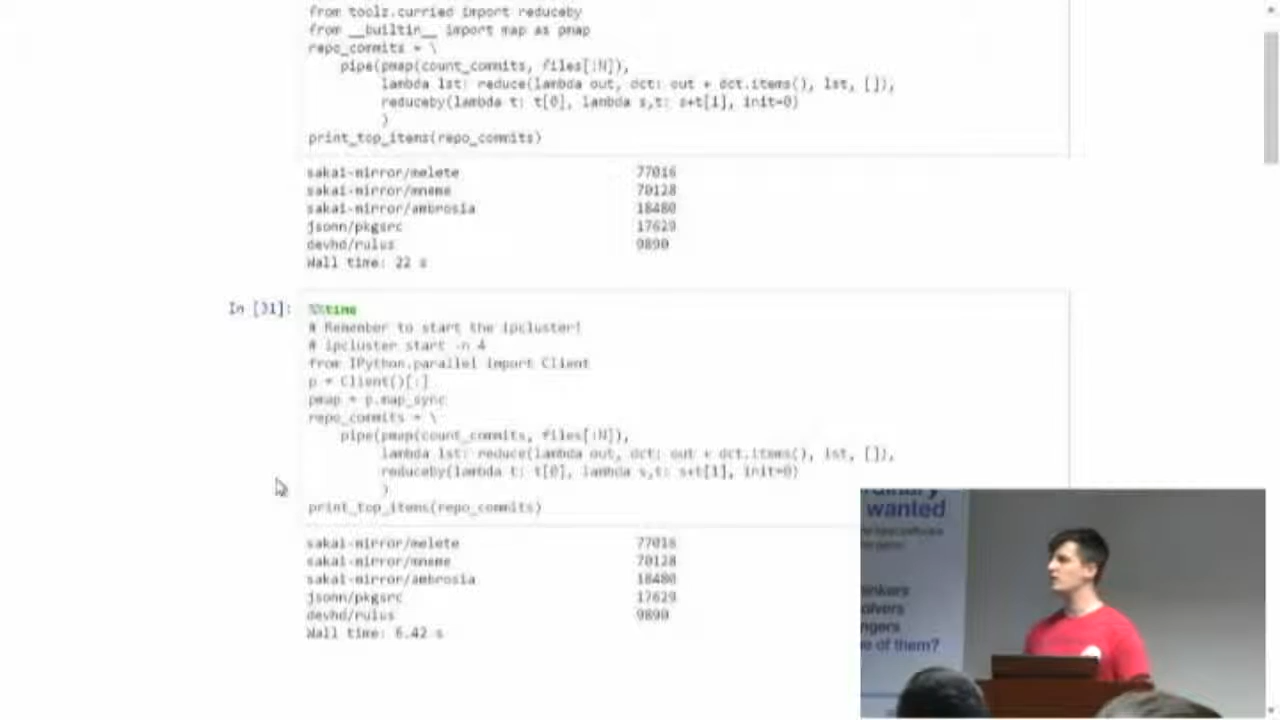 from toolz.curried import reduceby
from __builtin__ import map as pmap
repo_commits = \
pipe(pmap(count_commits, files[:N]),
lambda lst: reduce(lambda out, dct: out + dct.items(), lst, []),
reduceby(lambda t: t[0], lambda s,t: s+t[1], init=0)
)
print_top_items(repo_commits)
sakai-mirror/melete 77016
sakai-mirror/mneme 70128
sakai-mirror/ambrosia 18480
jsonn/pkgsrc 17629
devhd/rulus 9890
Wall time: 22 s
In [31]:
%%time
# Remember to start the ipcluster!
# ipcluster start -n 4
from IPython.parallel import Client
p = Client()[:]
pmap = p.map_sync
repo_commits = \
pipe(pmap(count_commits, files[:N]),
lambda lst: reduce(lambda out, dct: out + dct.items(), lst, []),
reduceby(lambda t: t[0], lambda s,t: s+t[1], init=0)
)
print_top_items(repo_commits)
sakai-mirror/melete 77016
sakai-mirror/mneme 70128
sakai-mirror/ambrosia 18480
jsonn/pkgsrc 17629
devhd/rulus 9890
Wall time: 6.42 s
wanted
of them?